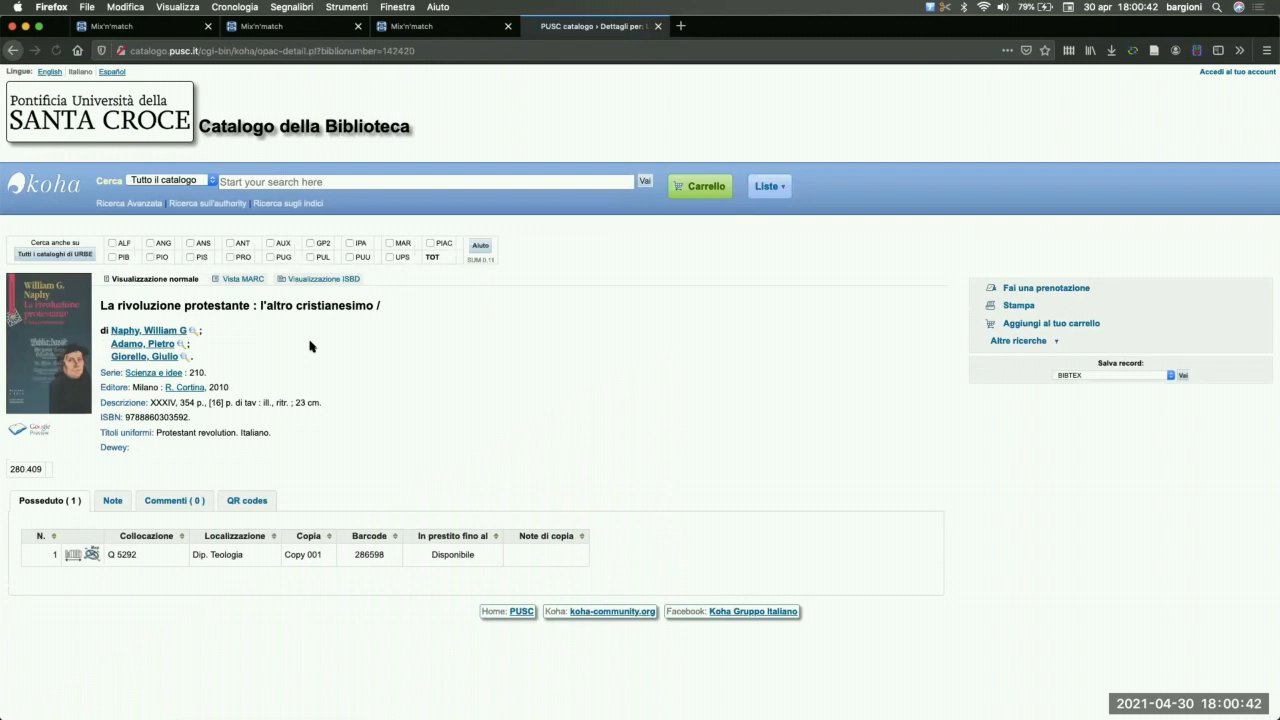 Firefox File Modifica Visualizza Cronologia Segnalibri Strumenti Finestra Aiuto 79% 30 apr 18:00:42 bargioni
Mix'n'match Mix'n'match Mix'n'match PUSC catalogo › Dettagli per:
catalogo.pusc.it/cgi-bin/koha/opac-detail.pl?biblionumber=142420
Lingue: English | Italiano | Español Accedi al tuo account
Pontificia Università della
SANTA CROCE
Catalogo della Biblioteca
koha Cerca Tutto il catalogo Start your search here Vai Carrello Liste
Ricerca Avanzata | Ricerca sull'authority | Ricerca sugli indici
Cerca anche su ALF ANG ANS ANT AUX GP2 IPA MAR PIAC Aiuto
Tutti i cataloghi di URBE PIB PIO PIS PRO PUG PUL PUU UPS TOT BUM 0.11
Visualizzazione normale Vista MARC Visualizzazione ISBD
William G.
Naphy
La rivoluzione
protestante
La rivoluzione protestante : l'altro cristianesimo /
di Naphy, William G ;
Adamo, Pietro ;
Giorello, Giulio .
Serie: Scienza e idee : 210.
Editore: Milano : R. Cortina, 2010
Descrizione: XXXIV, 354 p., [16] p. di tav : ill., ritr. ; 23 cm.
ISBN: 9788860303592.
Titoli uniformi: Protestant revolution. Italiano.
Dewey:
Google
Preview
280.409
Fai una prenotazione
Stampa
Aggiungi al tuo carrello
Altre ricerche
Salva record:
BIBTEX Vai
Posseduto ( 1 ) Note Commenti ( 0 ) QR codes
N. Collocazione Localizzazione Copia Barcode In prestito fino al Note di copia
1 Q 5292 Dip. Teologia Copy 001 286598 Disponibile
Home: PUSC Koha: koha-community.org Facebook: Koha Gruppo Italiano
2021-04-30 18:00:42